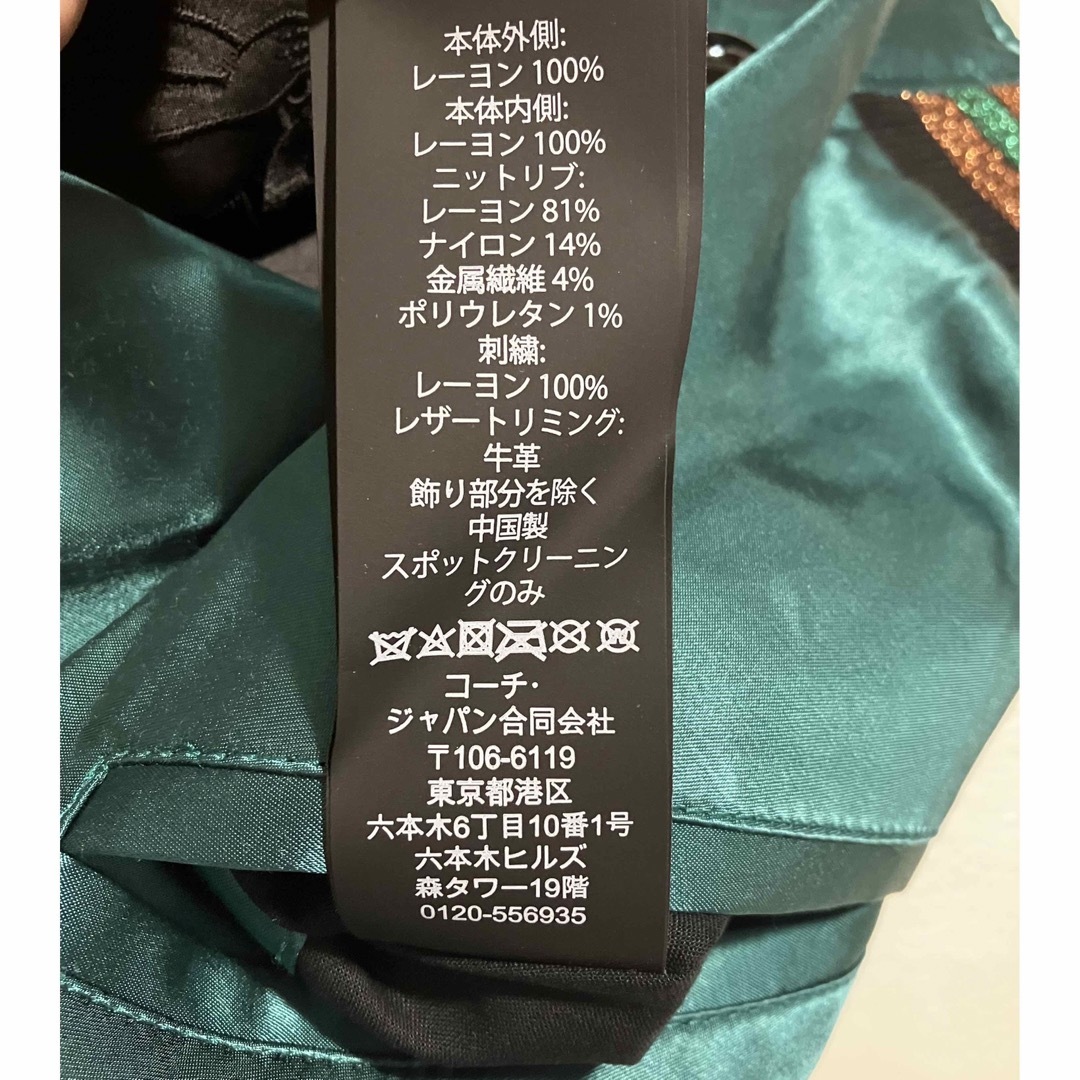 本体外側:
レーヨン 100%
本体内側:
レーヨン 100%
ニットリブ:
レーヨン 81%
ナイロン 14%
金属繊維 4%
ポリウレタン 1%
刺繍:
レーヨン 100%
レザートリミング:
牛革
飾り部分を除く
中国製
スポットクリーニン
グのみ
W
コーチ・
ジャパン合同会社
〒106-6119
東京都港区
六本木6丁目10番1号
六本木ヒルズ
森タワー19階
0120-556935